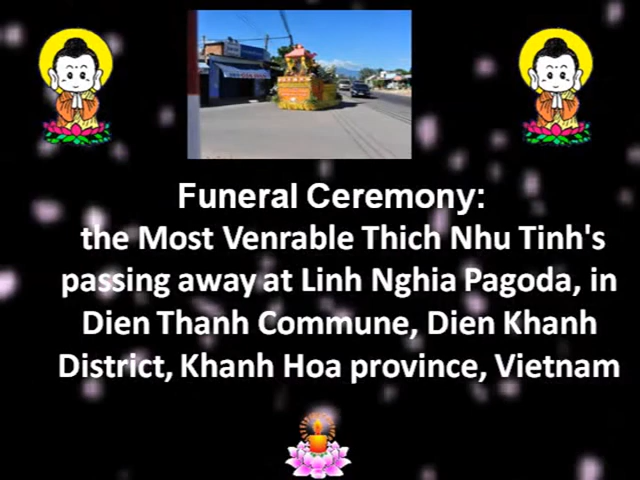 Funeral Ceremony:
the Most Venrable Thich Nhu Tinh's
passing away at Linh Nghia Pagoda, in
Dien Thanh Commune, Dien Khanh
District, Khanh Hoa province, Vietnam